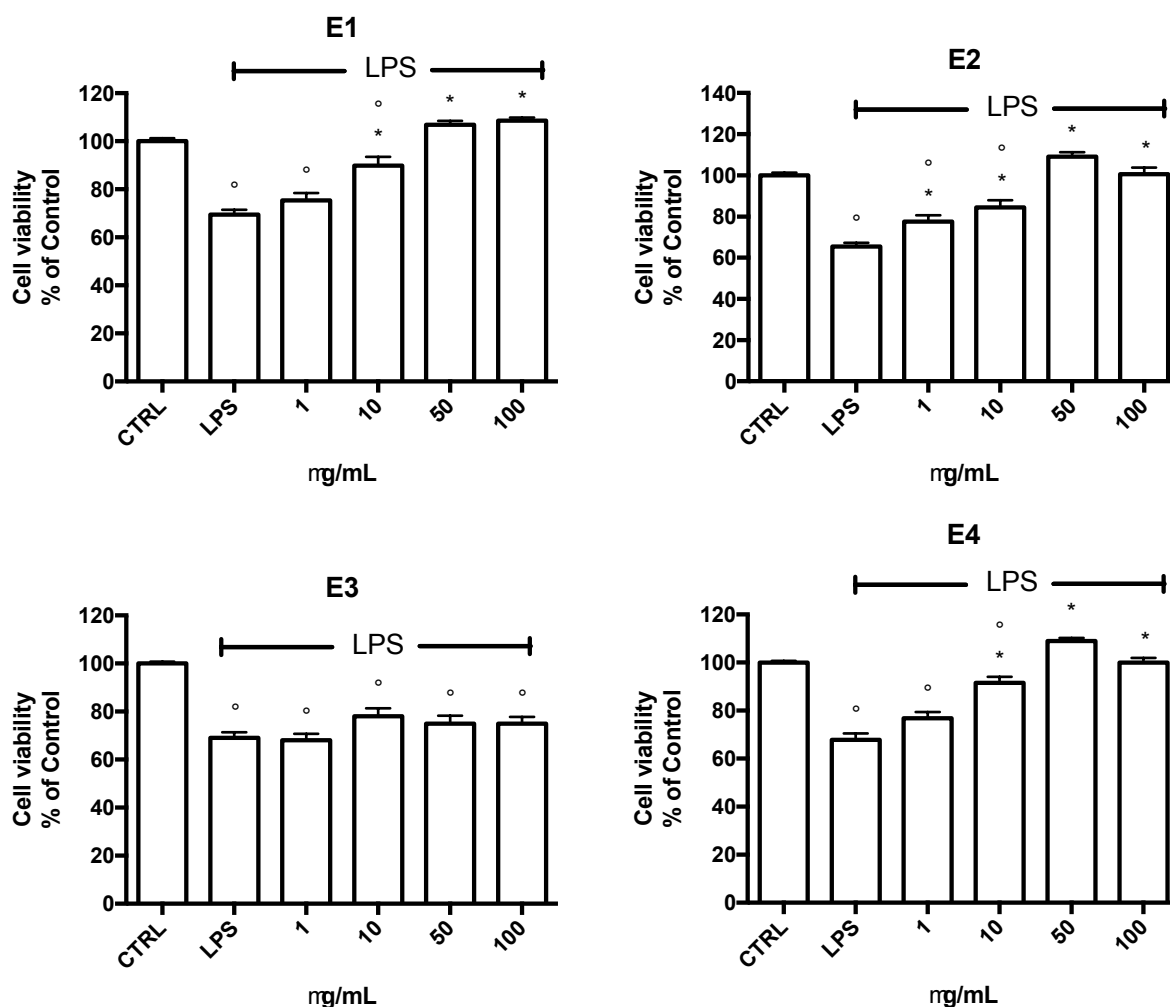 E1
LPS
° ° ° * * *
Cell viability
% of Control
120
100
80
60
40
20
0
CTRL LPS 1 10 50 100
mg/mL
E2
LPS
° ° * ° * * *
Cell viability
% of Control
140
120
100
80
60
40
20
0
CTRL LPS 1 10 50 100
mg/mL
E3
LPS
° ° ° ° °
Cell viability
% of Control
120
100
80
60
40
20
0
CTRL LPS 1 10 50 100
mg/mL
E4
LPS
° ° ° * * *
Cell viability
% of Control
120
100
80
60
40
20
0
CTRL LPS 1 10 50 100
mg/mL